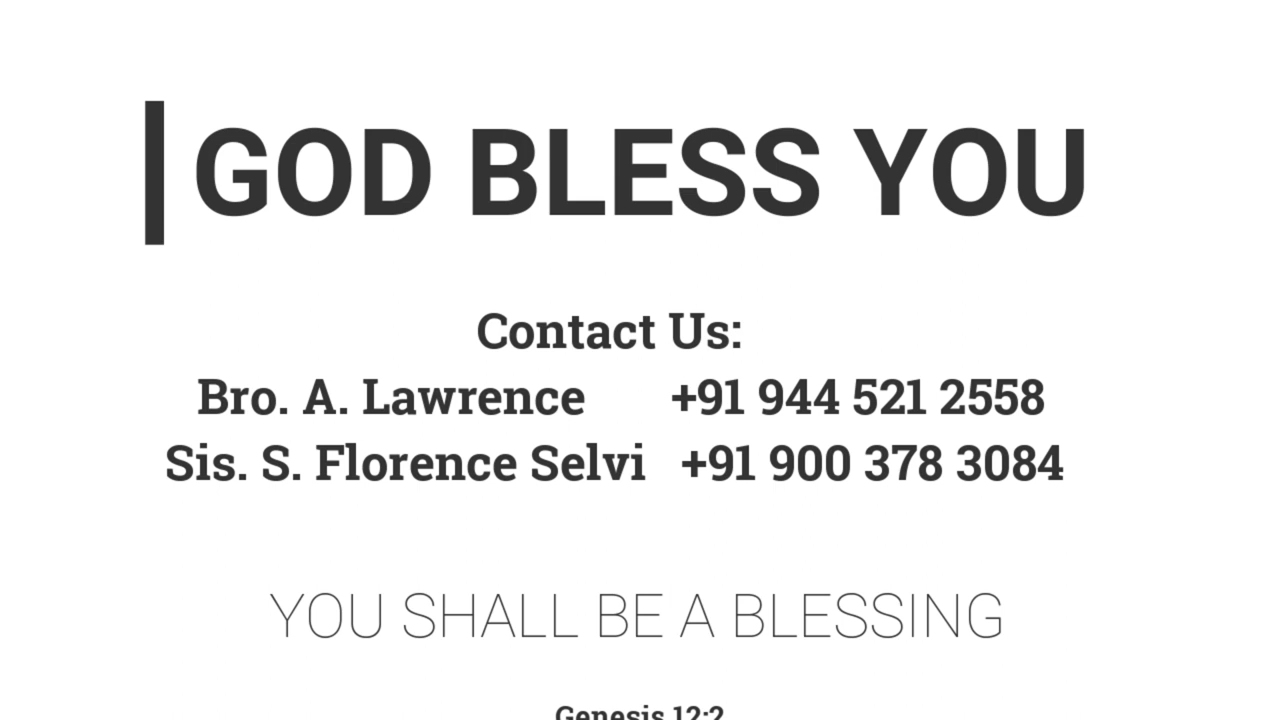 GOD BLESS YOU
Contact Us:
Bro. A. Lawrence +91 944 521 2558
Sis. S. Florence Selvi +91 900 378 3084
YOU SHALL BE A BLESSING
Genesis 12:2